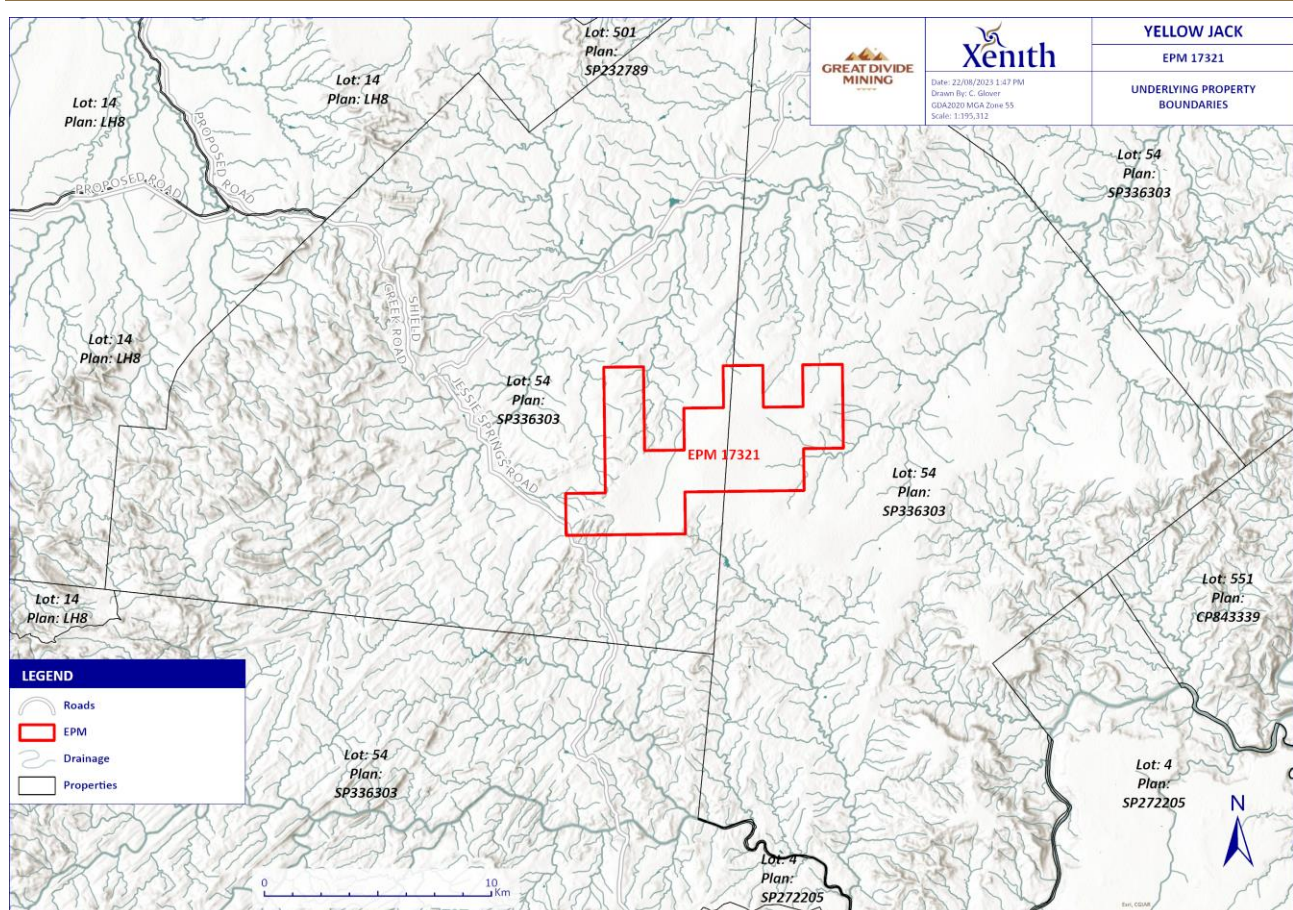 Lot: 501
Plan:
SP232789
GREAT DIVIDE
MINING
Xenith
Date: 22/08/2023 1:47 PM
Drawn By: C. Glover
GDA2020 MGA Zone 55
Scale: 1:195,312
YELLOW JACK
EPM 17321
UNDERLYING PROPERTY
BOUNDARIES
Lot: 14
Plan: LH8
Lot: 14
Plan: LH8
PROPOSED ROAD
PROPOSED ROAD
Lot: 54
Plan:
SP336303
SHIELD
CREEK ROAD
Lot: 14
Plan: LH8
JESSIE SPRINGS ROAD
Lot: 54
Plan:
SP336303
EPM 17321
Lot: 54
Plan:
SP336303
Lot: 551
Plan:
CP843339
Lot: 14
Plan: LH8
LEGEND
Roads
EPM
Drainage
Properties
Lot: 54
Plan:
SP336303
Lot: 4
Plan:
SP272205
N
0
10
Km
Lot: 4
Plan:
SP272205
Esri, CGIAR